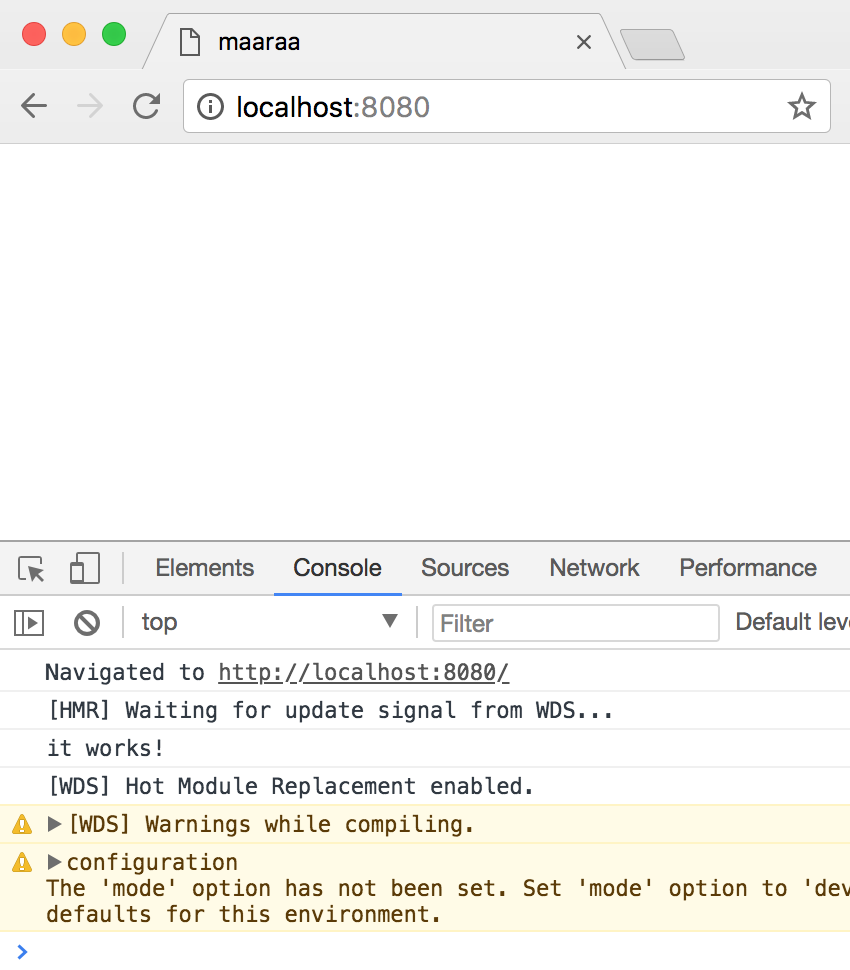 maaraa
localhost:8080
Elements Console Sources Network Performance
top Filter Default leve
Navigated to http://localhost:8080/
[HMR] Waiting for update signal from WDS...
it works!
[WDS] Hot Module Replacement enabled.
[WDS] Warnings while compiling.
configuration
The 'mode' option has not been set. Set 'mode' option to 'dev
defaults for this environment.